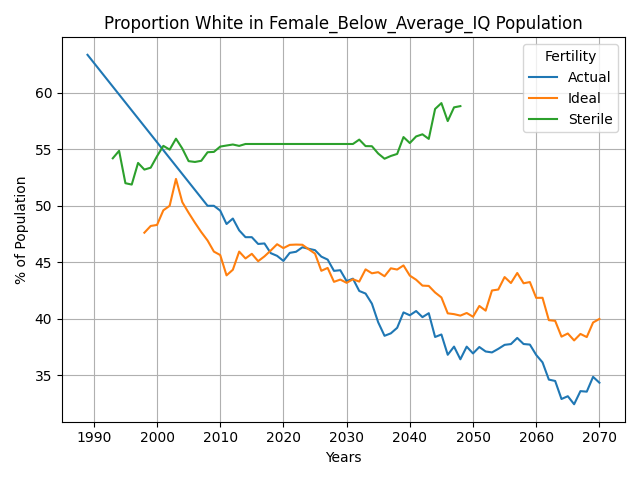 Proportion White in Female_Below_Average_IQ Population
% of Population
60
55
50
45
40
35
Fertility
Actual
Ideal
Sterile
1990 2000 2010 2020 2030 2040 2050 2060 2070
Years